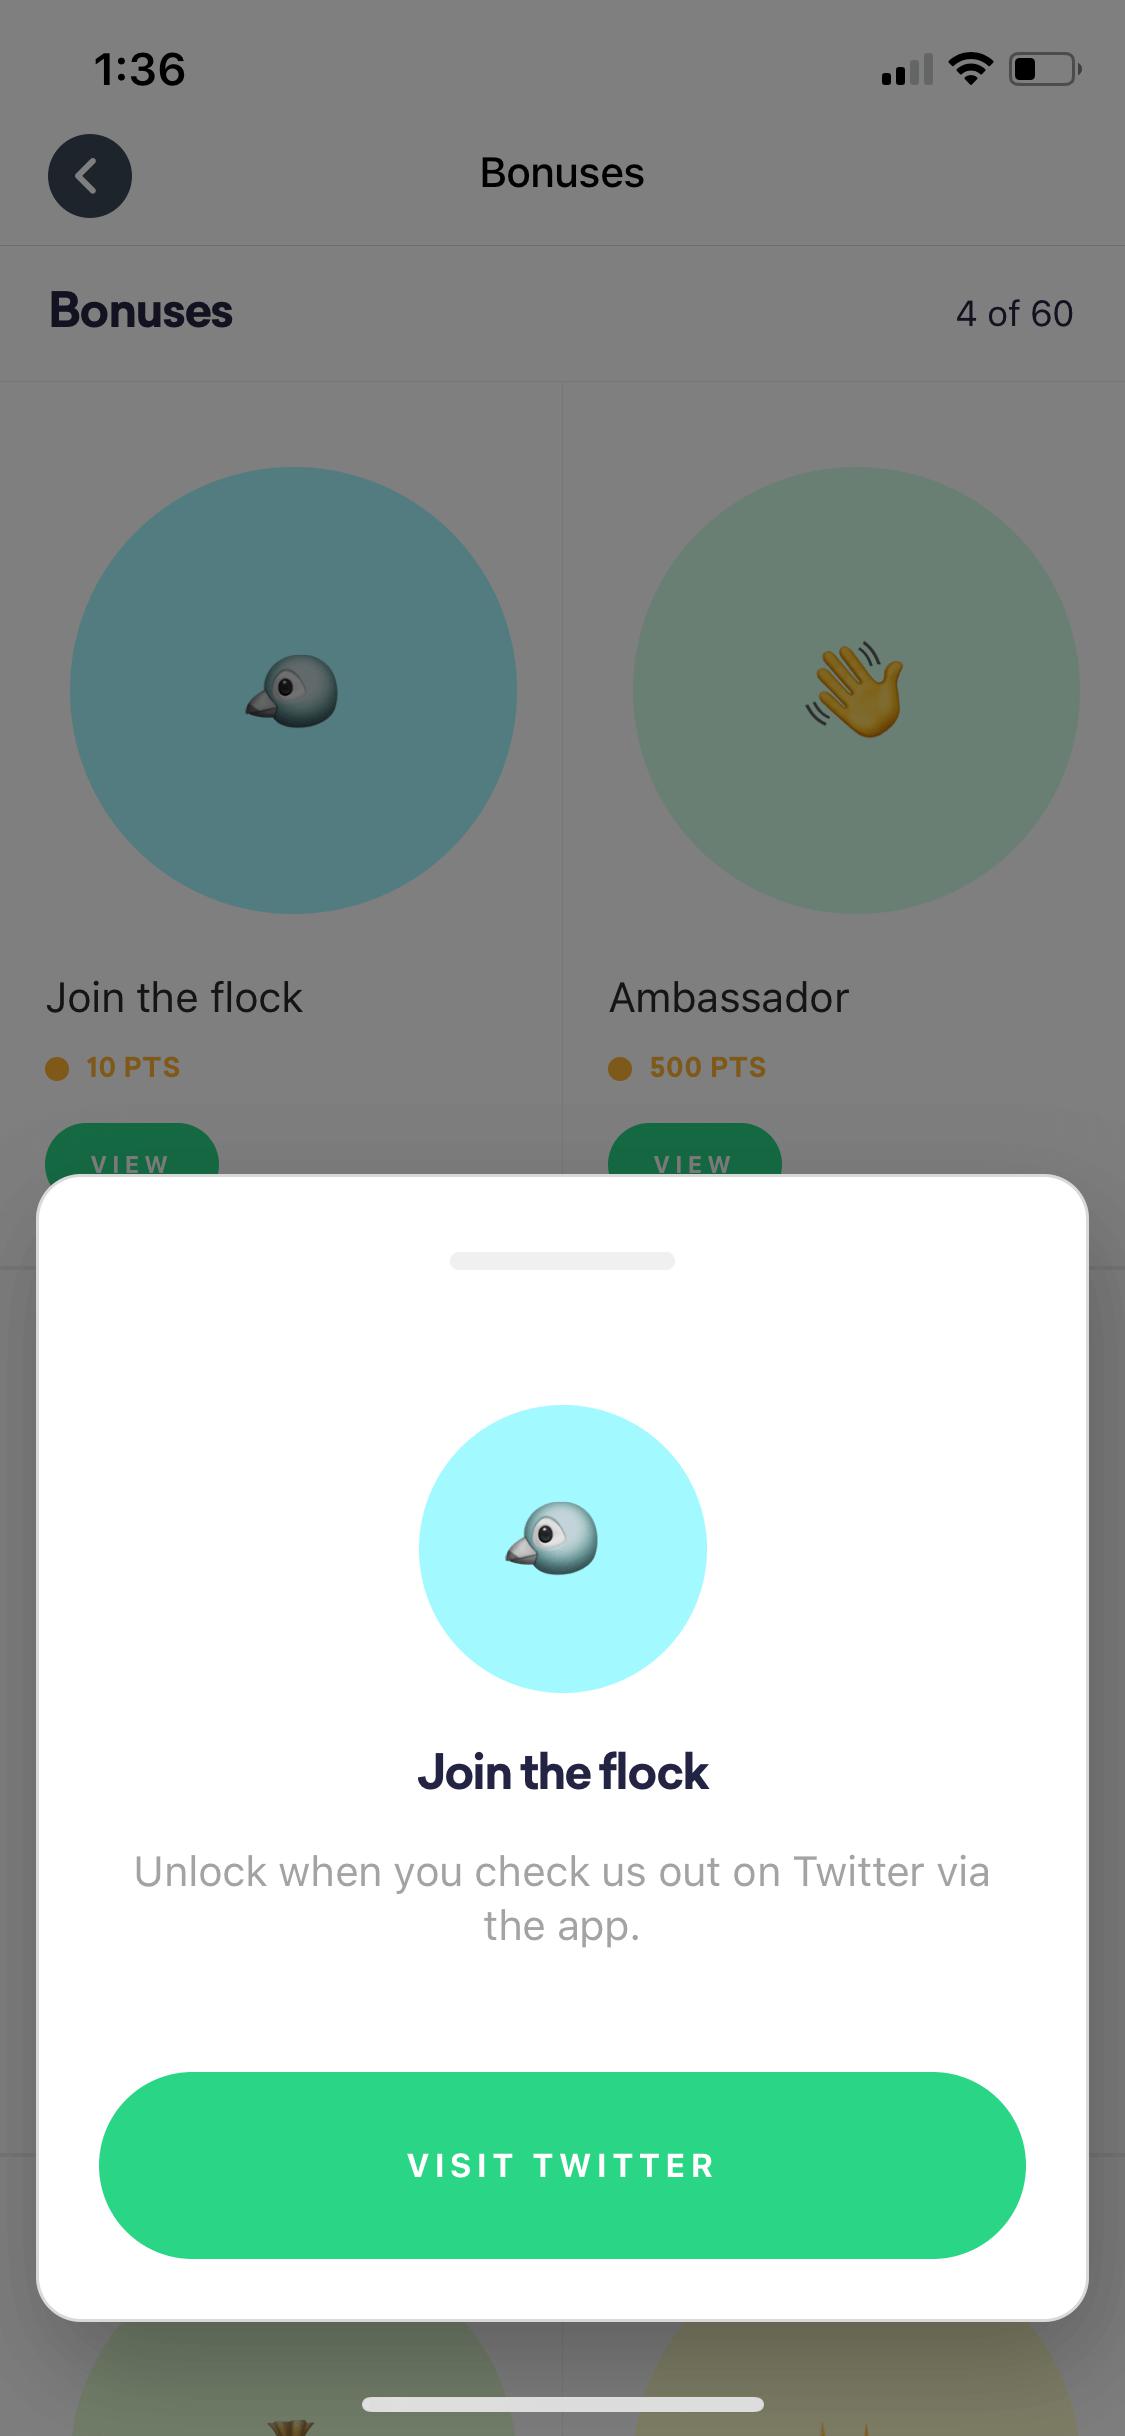 1:36
Bonuses
Bonuses
4 of 60
Join the flock
Ambassador
10 PTS
500 PTS
VIEW
VIEW
Join the flock
Unlock when you check us out on Twitter via
the app.
VISIT TWITTER